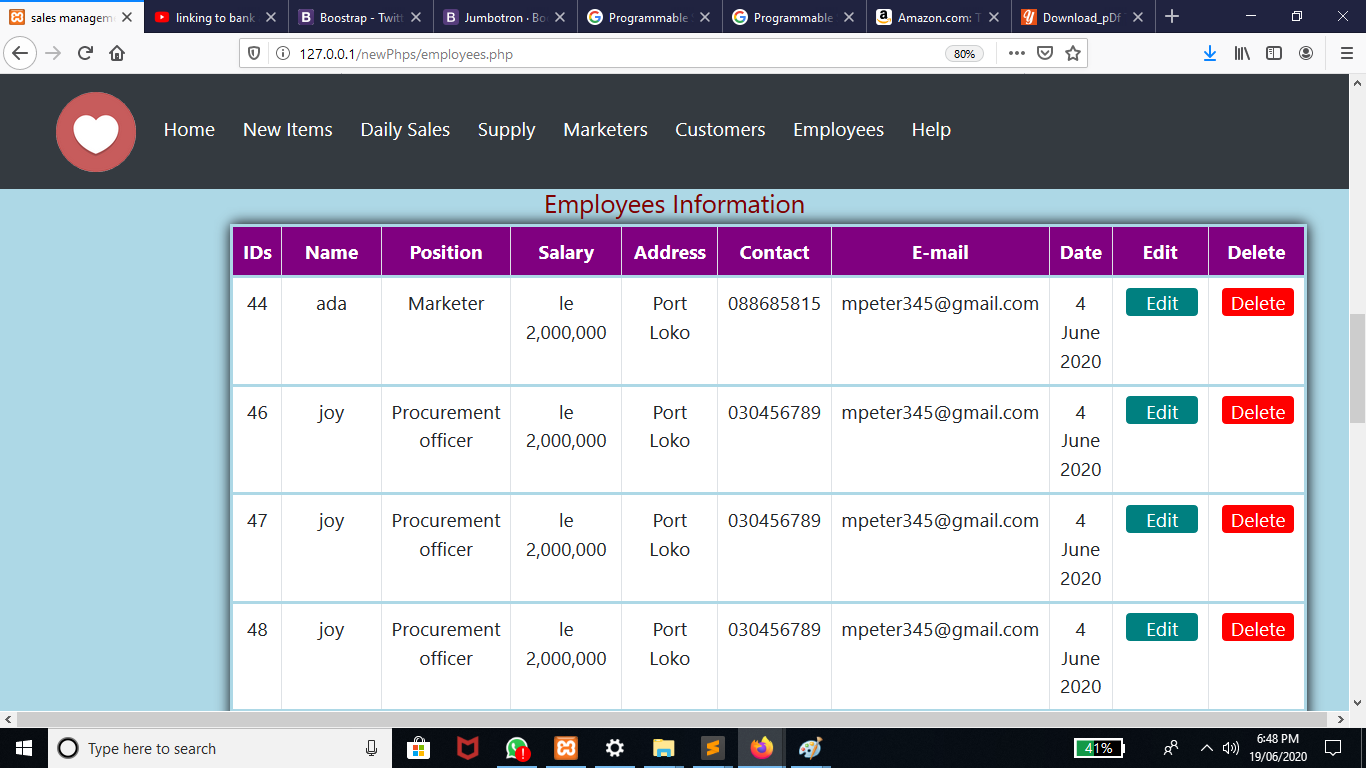 sales managem
linking to bank
Boostrap - Twitt
Jumbotron · Bo
Programmable
Programmable
Amazon.com: T
Download_pDf
127.0.0.1/newPhps/employees.php
80%
Home New Items Daily Sales Supply Marketers Customers Employees Help
Employees Information
IDs Name Position Salary Address Contact E-mail Date Edit Delete
44 ada Marketer le Port 088685815 mpeter345@gmail.com 4 Edit Delete
2,000,000 Loko June
2020
46 joy Procurement le Port 030456789 mpeter345@gmail.com 4 Edit Delete
officer 2,000,000 Loko June
2020
47 joy Procurement le Port 030456789 mpeter345@gmail.com 4 Edit Delete
officer 2,000,000 Loko June
2020
48 joy Procurement le Port 030456789 mpeter345@gmail.com 4 Edit Delete
officer 2,000,000 Loko June
2020
Type here to search
41%
6:48 PM
19/06/2020